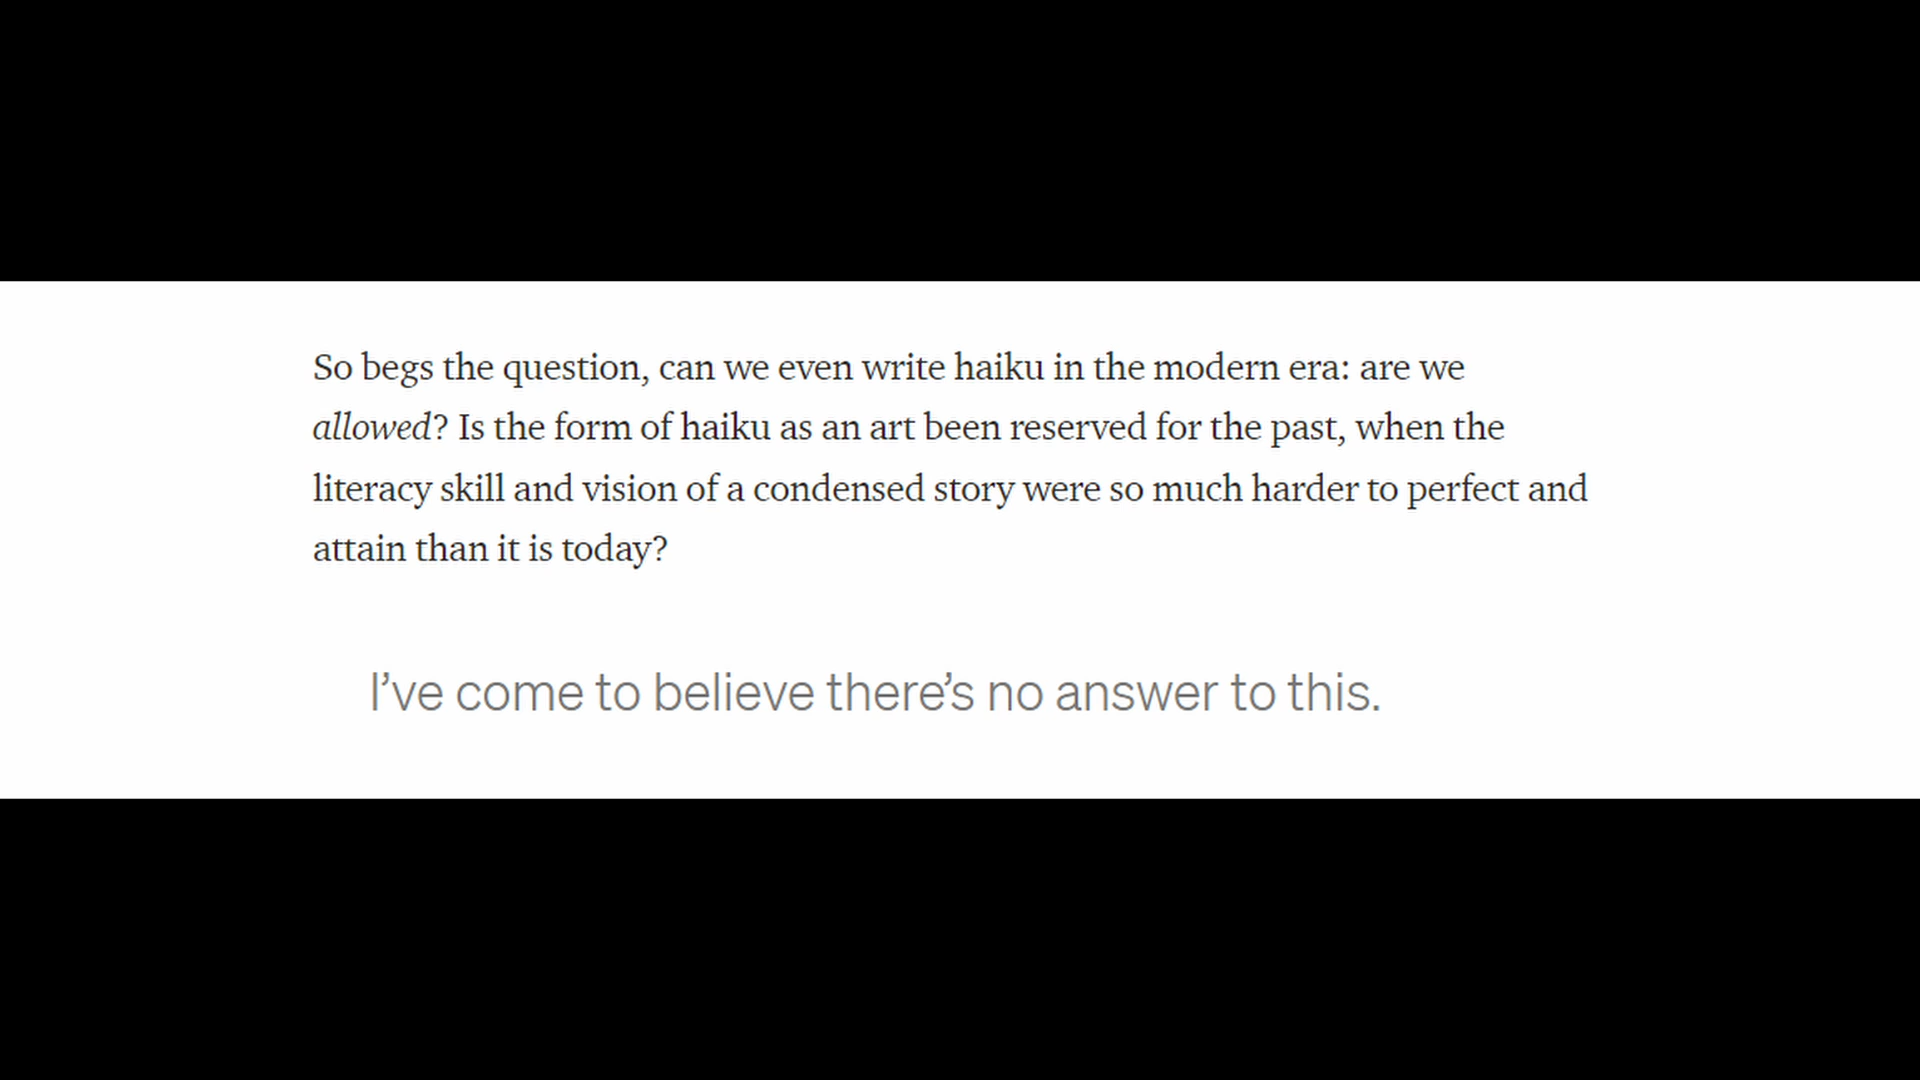 So begs the question, can we even write haiku in the modern era: are we
allowed? Is the form of haiku as an art been reserved for the past, when the
literacy skill and vision of a condensed story were so much harder to perfect and
attain than it is today?
I’ve come to believe there’s no answer to this.